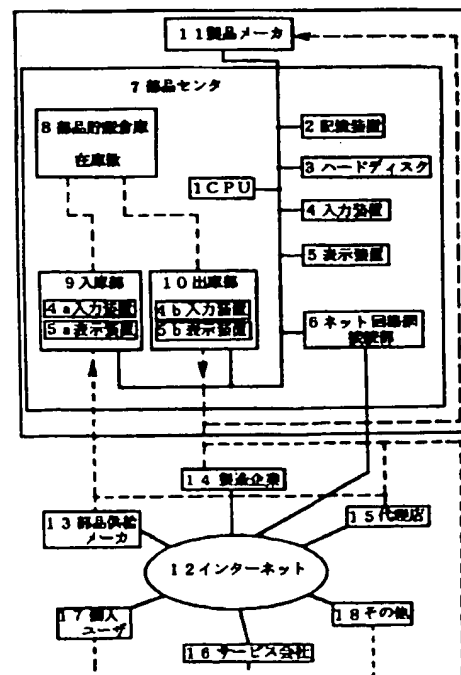 11製品メーカ
7部品センタ
8部品貯蔵倉庫
在庫数
2記憶装置
3ハードディスク
1CPU
4入力装置
5表示装置
9入庫部
4a入力装置
5a表示装置
10出庫部
4b入力装置
5b表示装置
6ネット回線網
接続部
14製造企業
13部品供給
メーカ
15代理店
12インターネット
17個人
ユーザ
18その他
16サービス会社